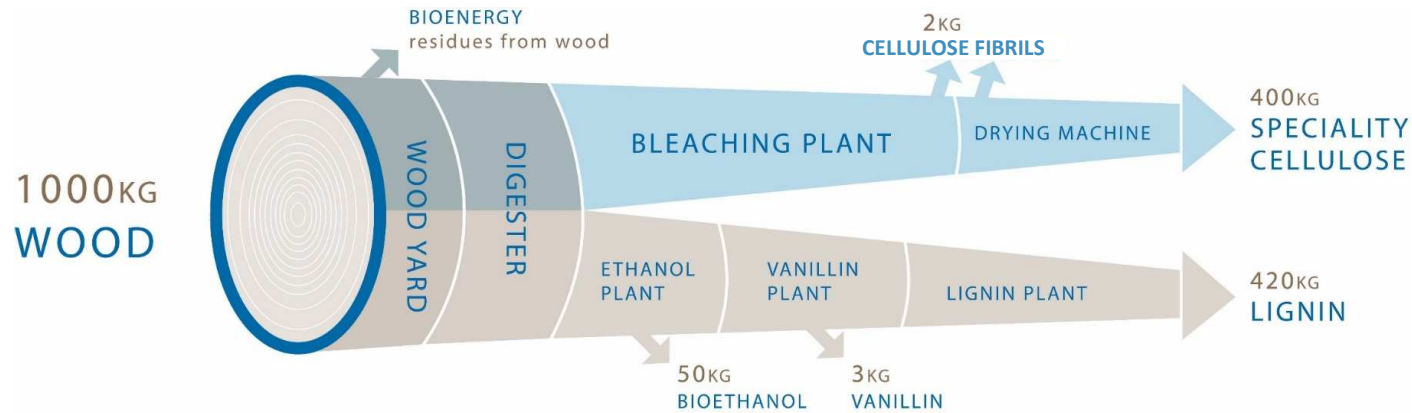 BIOENERGY
residues from wood
2KG
CELLULOSE FIBRILS
1000KG
WOOD
WOOD YARD
DIGESTER
BLEACHING PLANT
DRYING MACHINE
400KG
SPECIALITY
CELLULOSE
ETHANOL
PLANT
VANILLIN
PLANT
LIGNIN PLANT
420KG
LIGNIN
50KG
BIOETHANOL
3KG
VANILLIN